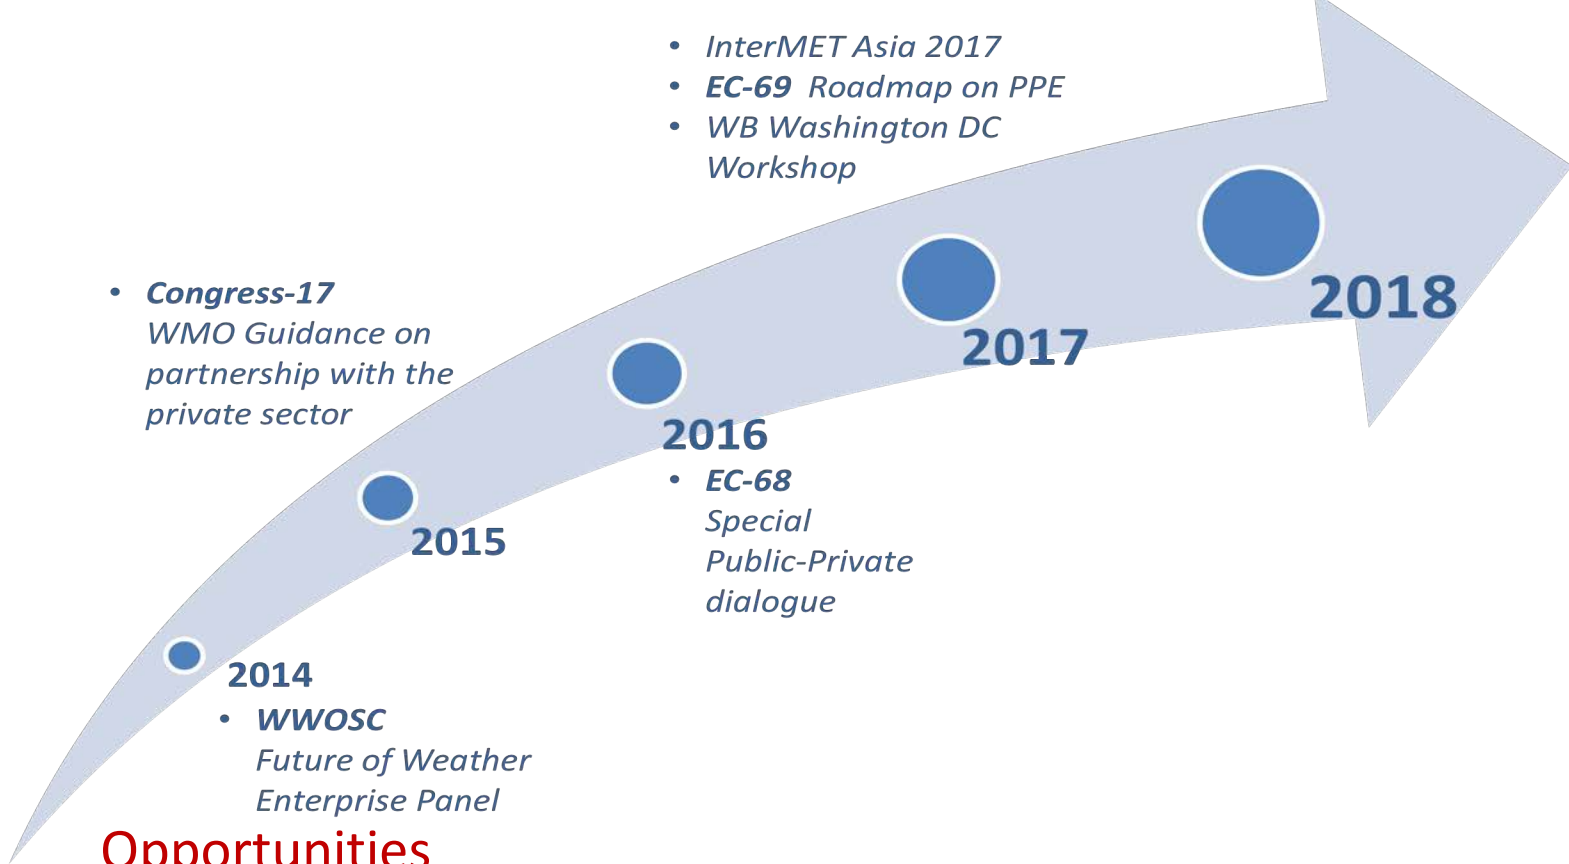 • InterMET Asia 2017
• EC-69 Roadmap on PPE
• WB Washington DC
Workshop
2018
2017
• Congress-17
WMO Guidance on
partnership with the
private sector
2016
• EC-68
Special
Public-Private
dialogue
2015
2014
• WWOSC
Future of Weather
Enterprise Panel
Opportunities